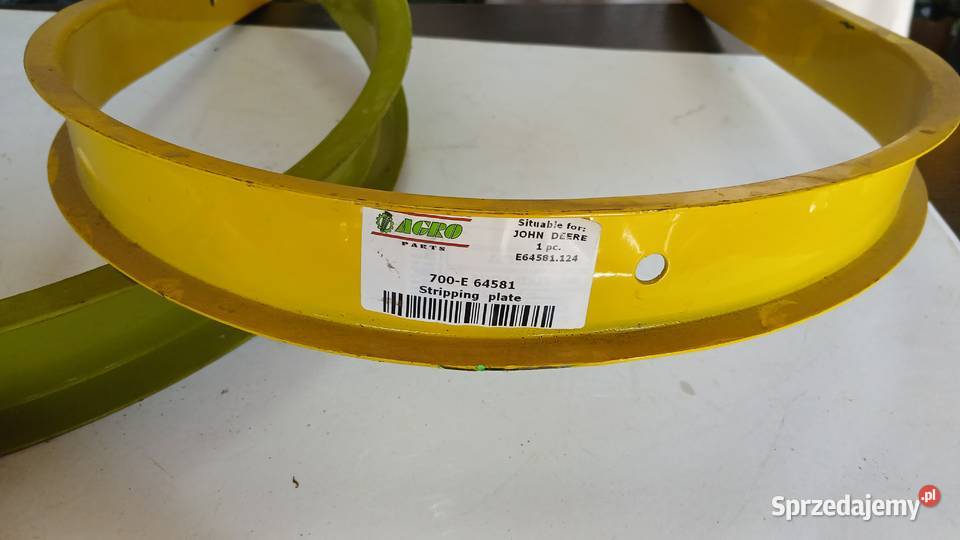 AGRO
PARTS
Situable for:
JOHN DEERE
1 pc.
E64581.124
700-E 64581
Stripping plate
Sprzedajemy.pl